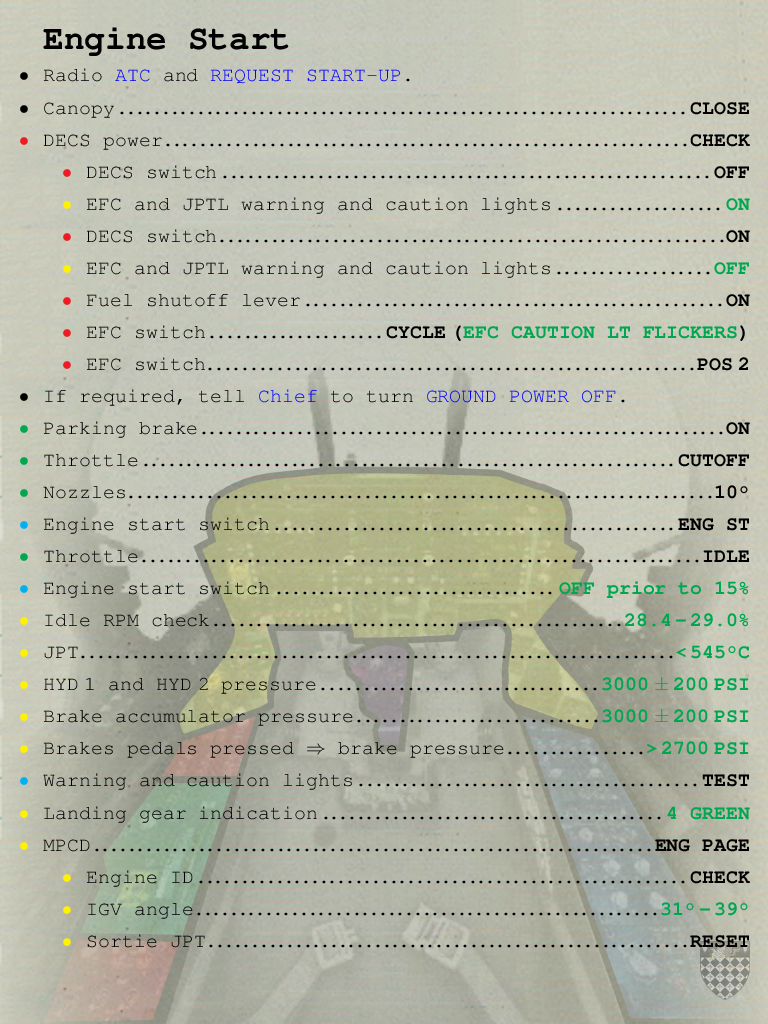 Engine Start
• Radio ATC and REQUEST START-UP.
• Canopy........................................................CLOSE
• DECS power....................................................CHECK
• DECS switch...................................................OFF
• EFC and JPTL warning and caution lights...................ON
• DECS switch...................................................ON
• EFC and JPTL warning and caution lights..................OFF
• Fuel shutoff lever............................................ON
• EFC switch..................CYCLE (EFC CAUTION LT FLICKERS)
• EFC switch....................................................POS 2
• If required, tell Chief to turn GROUND POWER OFF.
• Parking brake.................................................ON
• Throttle......................................................CUTOFF
• Nozzles.......................................................10°
• Engine start switch...........................................ENG ST
• Throttle......................................................IDLE
• Engine start switch............................OFF prior to 15%
• Idle RPM check.........................................28.4–29.0%
• JPT...........................................................<545°C
• HYD 1 and HYD 2 pressure............................3000 ± 200 PSI
• Brake accumulator pressure.........................3000 ± 200 PSI
• Brakes pedals pressed ⇒ brake pressure...............>2700 PSI
• Warning and caution lights....................................TEST
• Landing gear indication....................................4 GREEN
• MPCD..........................................................ENG PAGE
• Engine ID.....................................................CHECK
• IGV angle.....................................................31°–39°
• Sortie JPT....................................................RESET